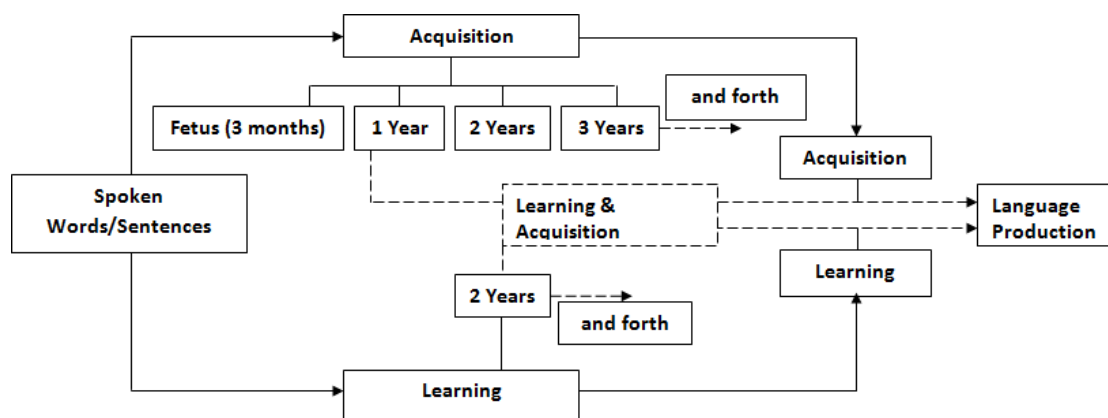 Acquisition
and forth
Fetus (3 months)
1 Year
2 Years
3 Years
Acquisition
Spoken
Words/Sentences
Learning &
Acquisition
Language
Production
Learning
2 Years
and forth
Learning